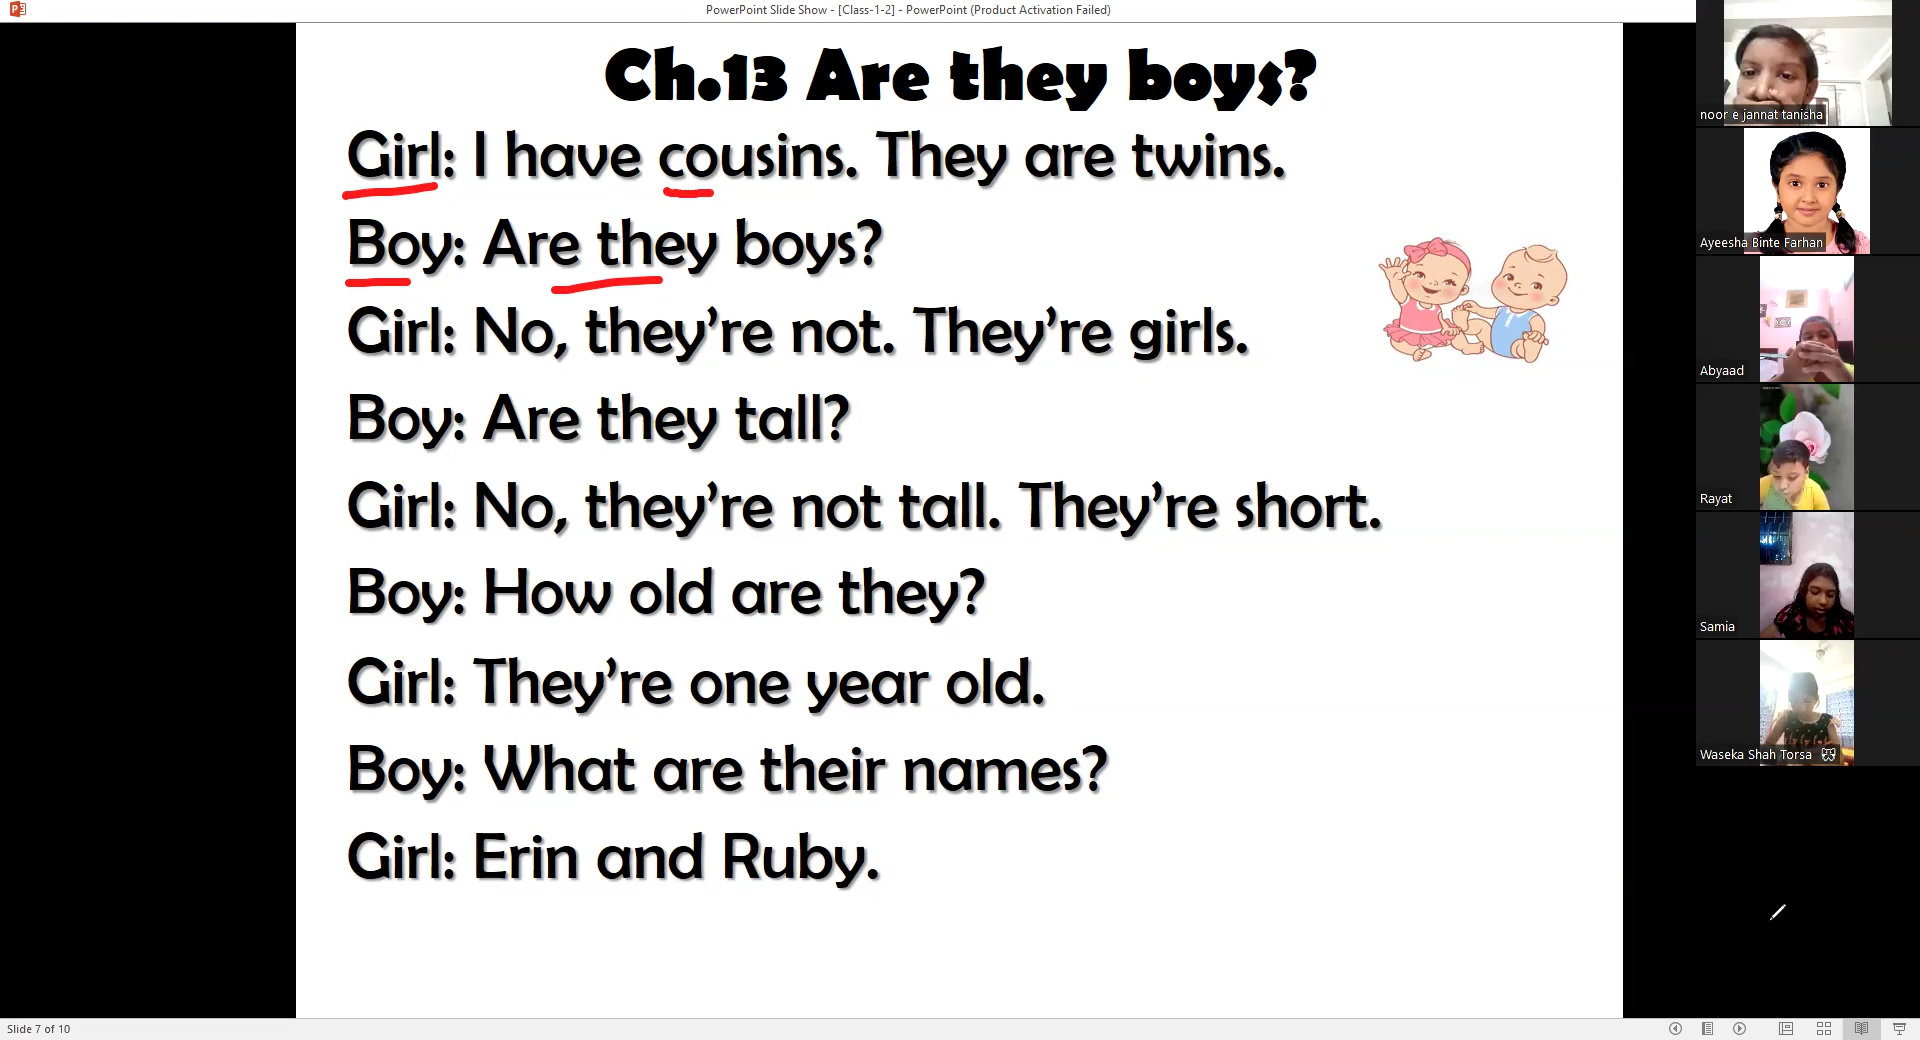 PowerPoint Slide Show - [Class-1-2] - PowerPoint (Product Activation Failed)
Ch.13 Are they boys?
Girl: I have cousins. They are twins.
Boy: Are they boys?
Girl: No, they’re not. They’re girls.
Boy: Are they tall?
Girl: No, they’re not tall. They’re short.
Boy: How old are they?
Girl: They’re one year old.
Boy: What are their names?
Girl: Erin and Ruby.
noor e jannat tanisha
Ayeesha Binte Farhan
Abyaad
Rayat
Samia
Waseka Shah Torsa
Slide 7 of 10